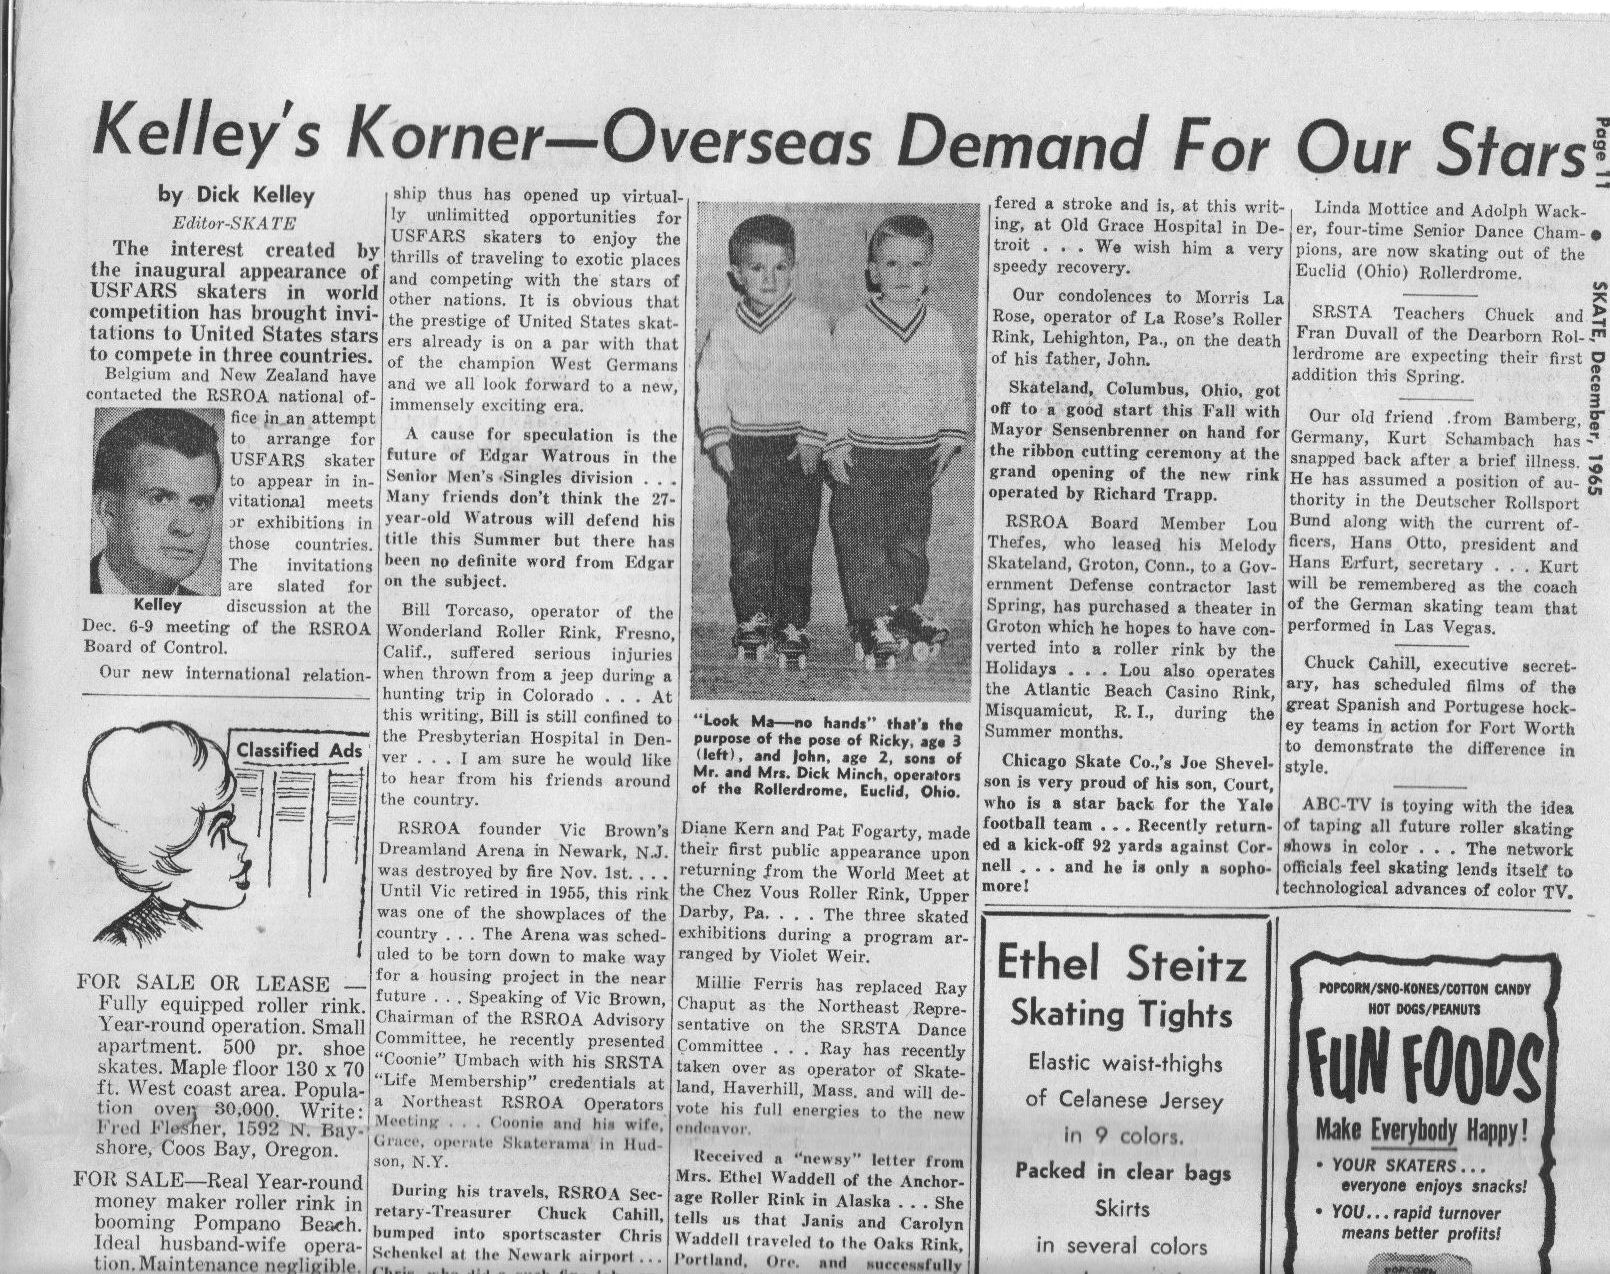 Kelley's Korner—Overseas Demand For Our Stars
Page 11 • SKATE, December, 1965
by Dick Kelley
Editor-SKATE
The interest created by
the inaugural appearance of
USFARS skaters in world
competition has brought invi-
tations to United States stars
to compete in three countries.
Belgium and New Zealand have
contacted the RSROA national of-
fice in an attempt
to arrange for
USFARS skater
to appear in in-
vitational meets
or exhibitions in
those countries.
The invitations
are slated for
Kelley
discussion at the
Dec. 6-9 meeting of the RSROA
Board of Control.
Our new international relation-
Classified Ads
FOR SALE OR LEASE —
Fully equipped roller rink.
Year-round operation. Small
apartment. 500 pr. shoe
skates. Maple floor 130 x 70
ft. West coast area. Popula-
tion over 30,000. Write:
Fred Flesher, 1592 N. Bay-
shore, Coos Bay, Oregon.
FOR SALE—Real Year-round
money maker roller rink in
booming Pompano Beach.
Ideal husband-wife opera-
tion. Maintenance negligible.
ship thus has opened up virtual-
ly unlimitted opportunities for
USFARS skaters to enjoy the
thrills of traveling to exotic places
and competing with the stars of
other nations. It is obvious that
the prestige of United States skat-
ers already is on a par with that
of the champion West Germans
and we all look forward to a new,
immensely exciting era.
A cause for speculation is the
future of Edgar Watrous in the
Senior Men's Singles division . . .
Many friends don't think the 27-
year-old Watrous will defend his
title this Summer but there has
been no definite word from Edgar
on the subject.
Bill Torcaso, operator of the
Wonderland Roller Rink, Fresno,
Calif., suffered serious injuries
when thrown from a jeep during a
hunting trip in Colorado . . . At
this writing, Bill is still confined to
the Presbyterian Hospital in Den-
ver . . . I am sure he would like
to hear from his friends around
the country.
RSROA founder Vic Brown's
Dreamland Arena in Newark, N.J.
was destroyed by fire Nov. 1st. . . .
Until Vic retired in 1955, this rink
was one of the showplaces of the
country . . . The Arena was sched-
uled to be torn down to make way
for a housing project in the near
future . . . Speaking of Vic Brown,
Chairman of the RSROA Advisory
Committee, he recently presented
"Coonie" Umbach with his SRSTA
"Life Membership" credentials at
a Northeast RSROA Operators
Meeting . . . Coonie and his wife,
Grace, operate Skaterama in Hud-
son, N.Y.
During his travels, RSROA Sec-
retary-Treasurer Chuck Cahill,
bumped into sportscaster Chris
Schenkel at the Newark airport . . .
"Look Ma—no hands" that's the
purpose of the pose of Ricky, age 3
(left), and John, age 2, sons of
Mr. and Mrs. Dick Minch, operators
of the Rollerdrome, Euclid, Ohio.
Diane Kern and Pat Fogarty, made
their first public appearance upon
returning from the World Meet at
the Chez Vous Roller Rink, Upper
Darby, Pa. . . . The three skated
exhibitions during a program ar-
ranged by Violet Weir.
Millie Ferris has replaced Ray
Chaput as the Northeast Repre-
sentative on the SRSTA Dance
Committee . . . Ray has recently
taken over as operator of Skate-
land, Haverhill, Mass. and will de-
vote his full energies to the new
endeavor.
Received a "newsy" letter from
Mrs. Ethel Waddell of the Anchor-
age Roller Rink in Alaska . . . She
tells us that Janis and Carolyn
Waddell traveled to the Oaks Rink,
Portland, Ore. and successfully
fered a stroke and is, at this writ-
ing, at Old Grace Hospital in De-
troit . . . We wish him a very
speedy recovery.
Our condolences to Morris La
Rose, operator of La Rose's Roller
Rink, Lehighton, Pa., on the death
of his father, John.
Skateland, Columbus, Ohio, got
off to a good start this Fall with
Mayor Sensenbrenner on hand for
the ribbon cutting ceremony at the
grand opening of the new rink
operated by Richard Trapp.
RSROA Board Member Lou
Thefes, who leased his Melody
Skateland, Groton, Conn., to a Gov-
ernment Defense contractor last
Spring, has purchased a theater in
Groton which he hopes to have con-
verted into a roller rink by the
Holidays . . . Lou also operates
the Atlantic Beach Casino Rink,
Misquamicut, R. I., during the
Summer months.
Chicago Skate Co.,'s Joe Shevel-
son is very proud of his son, Court,
who is a star back for the Yale
football team . . . Recently return-
ed a kick-off 92 yards against Cor-
nell . . . and he is only a sopho-
more!
Linda Mottice and Adolph Wack-
er, four-time Senior Dance Cham-
pions, are now skating out of the
Euclid (Ohio) Rollerdrome.
SRSTA Teachers Chuck and
Fran Duvall of the Dearborn Rol-
lerdrome are expecting their first
addition this Spring.
Our old friend .from Bamberg,
Germany, Kurt Schambach has
snapped back after a brief illness.
He has assumed a position of au-
thority in the Deutscher Rollsport
Bund along with the current of-
ficers, Hans Otto, president and
Hans Erfurt, secretary . . . Kurt
will be remembered as the coach
of the German skating team that
performed in Las Vegas.
Chuck Cahill, executive secret-
ary, has scheduled films of the
great Spanish and Portugese hock-
ey teams in action for Fort Worth
to demonstrate the difference in
style.
ABC-TV is toying with the idea
of taping all future roller skating
shows in color . . . The network
officials feel skating lends itself to
technological advances of color TV.
Ethel Steitz
Skating Tights
Elastic waist-thighs
of Celanese Jersey
in 9 colors.
Packed in clear bags
Skirts
in several colors
POPCORN/SNO-KONES/COTTON CANDY
HOT DOGS/PEANUTS
FUN FOODS
Make Everybody Happy!
• YOUR SKATERS...
everyone enjoys snacks!
• YOU...rapid turnover
means better profits!
POPCORN